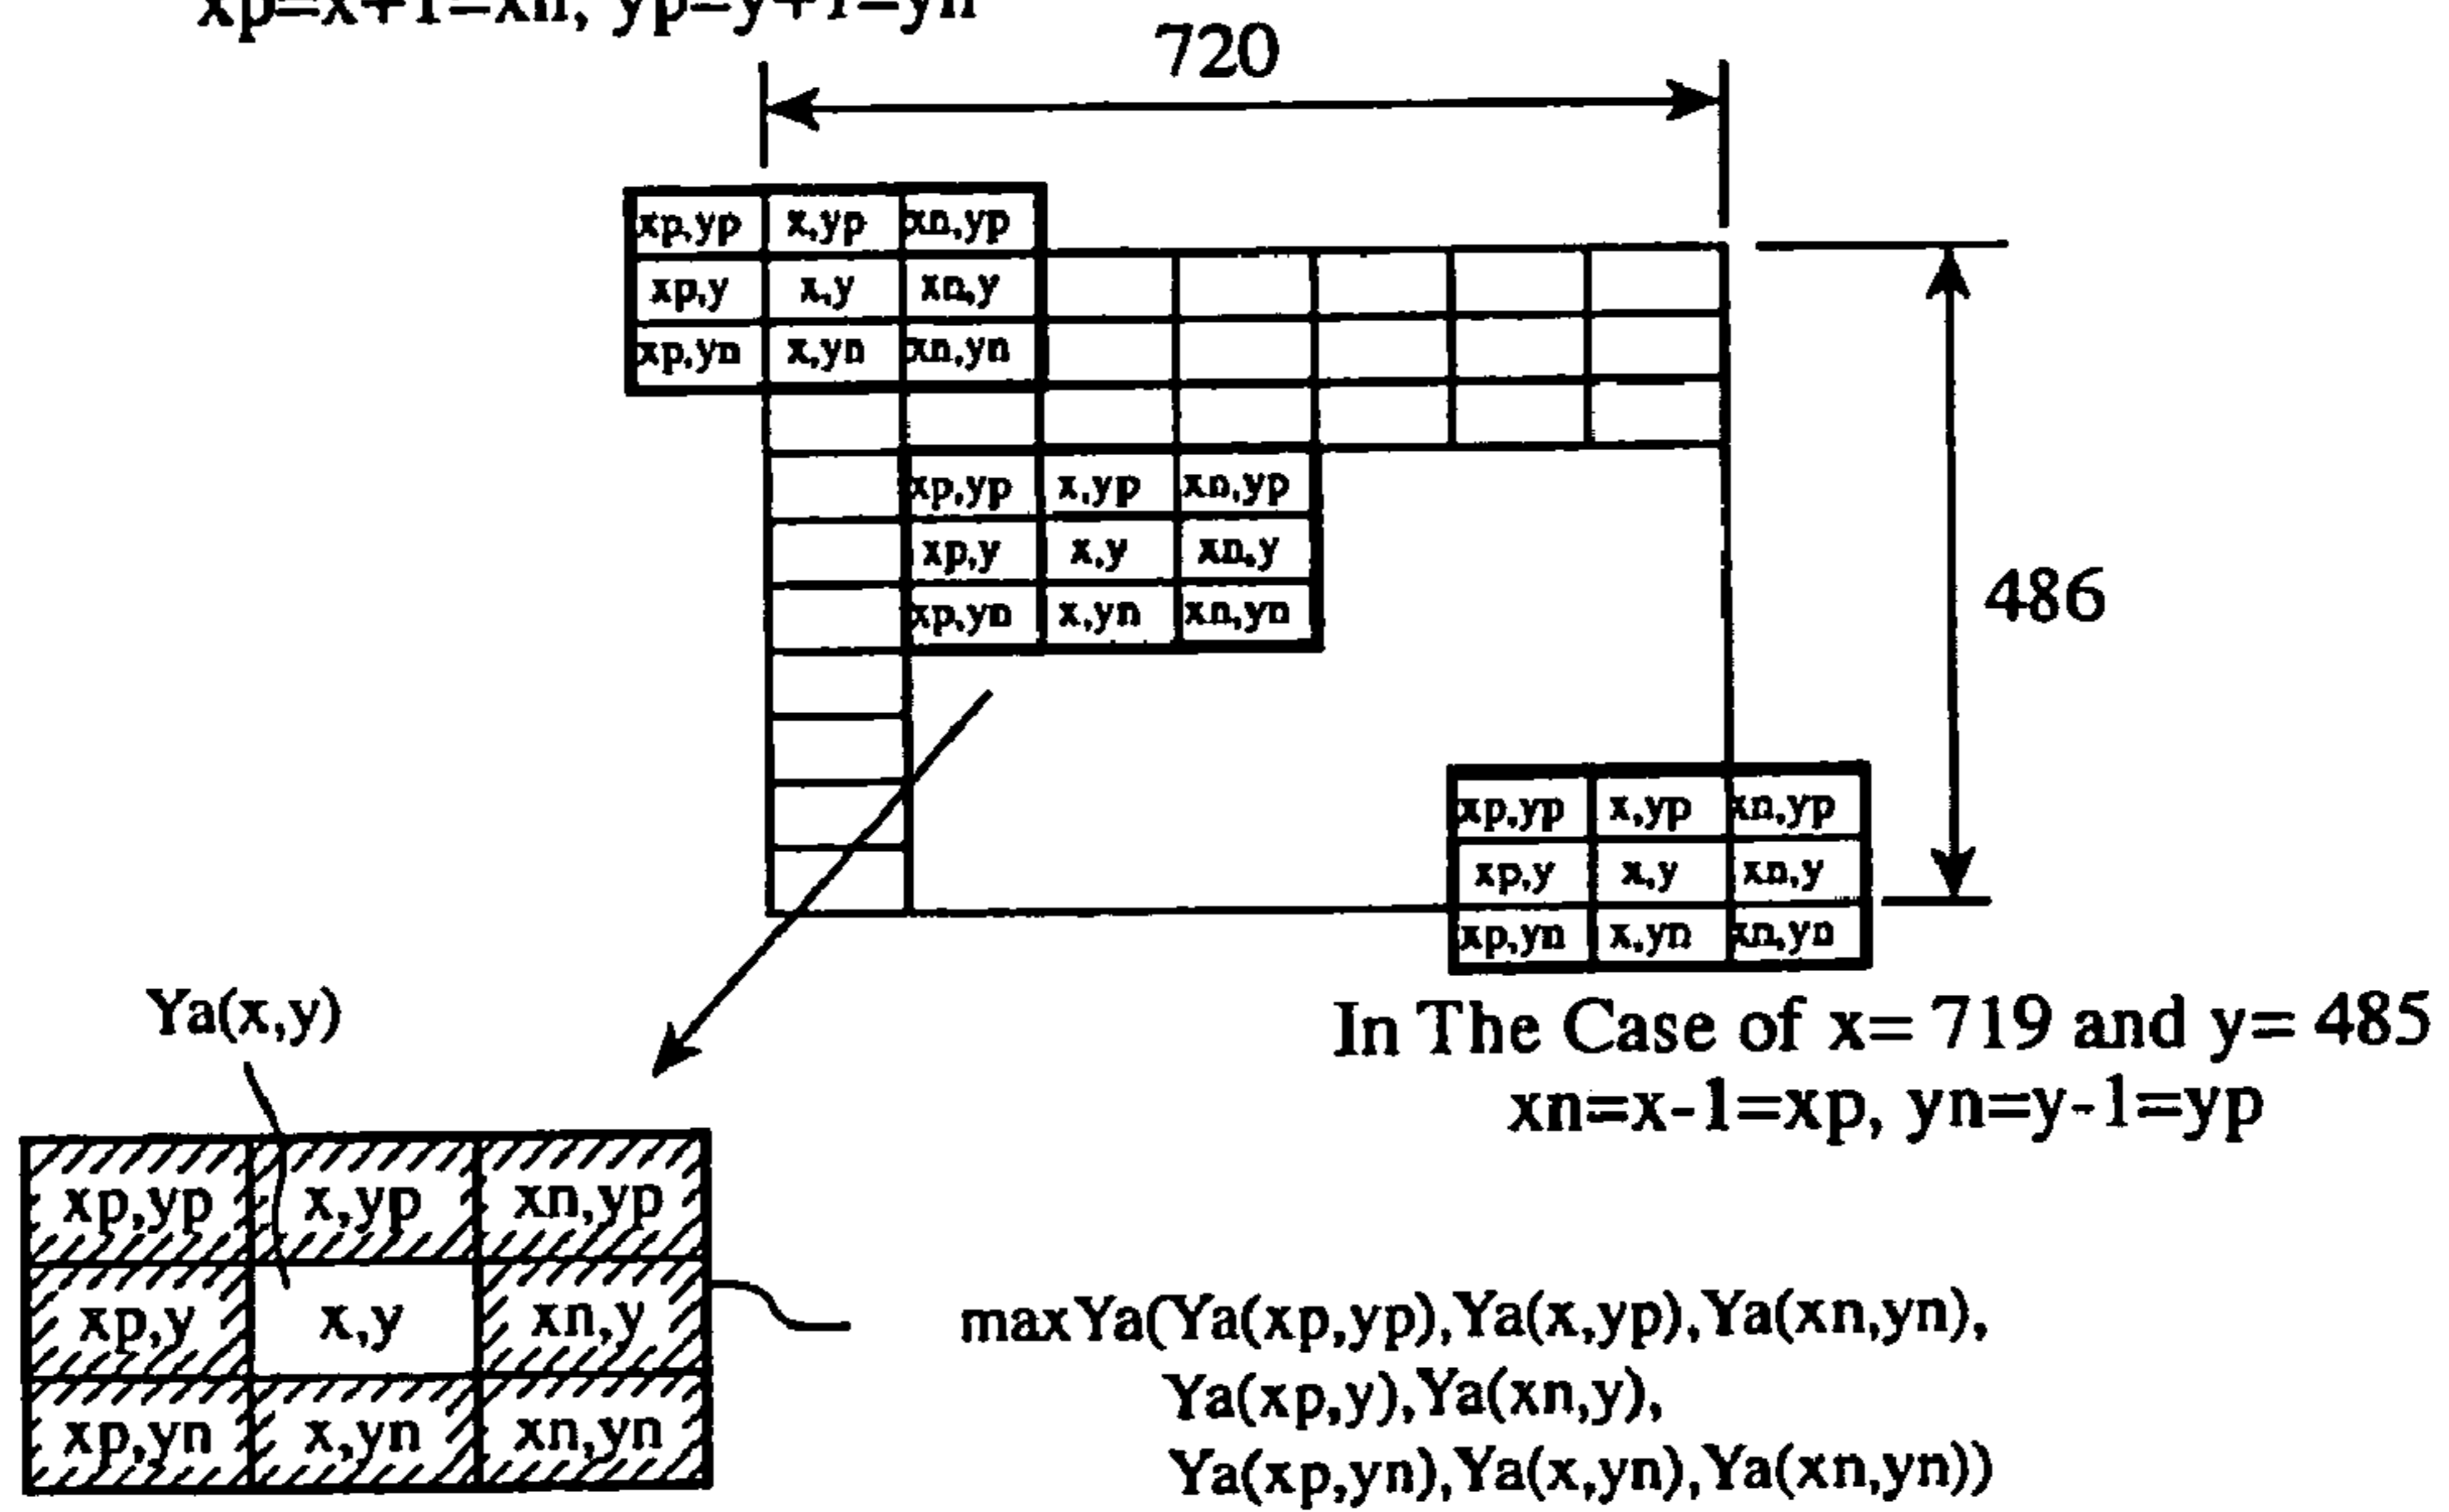 xp=x+1=xn, yp=y+1=yn
720
xp,yp x,yp xn,yp
xp,y x,y xn,y
xp,yn x,yn xn,yn
xp,yp x,yp xn,yp
xp,y x,y xn,y
xp,yn x,yn xn,yn
486
xp,yp x,yp xn,yp
xp,y x,y xn,y
xp,yn x,yn xn,yn
In The Case of x= 719 and y= 485
xn=x-1=xp, yn=y-1=yp
Ya(x,y)
xp,yp x,yp xn,yp
xp,y x,y xn,y
xp,yn x,yn xn,yn
maxYa(Ya(xp,yp),Ya(x,yp),Ya(xn,yn),
Ya(xp,y),Ya(xn,y),
Ya(xp,yn),Ya(x,yn),Ya(xn,yn))